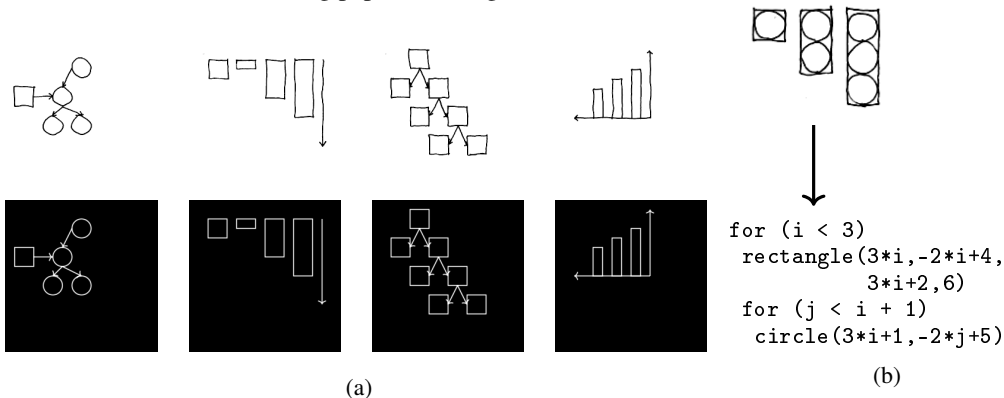 for (i < 3)
rectangle(3*i,-2*i+4,
3*i+2,6)
for (j < i + 1)
circle(3*i+1,-2*j+5)
(a)
(b)